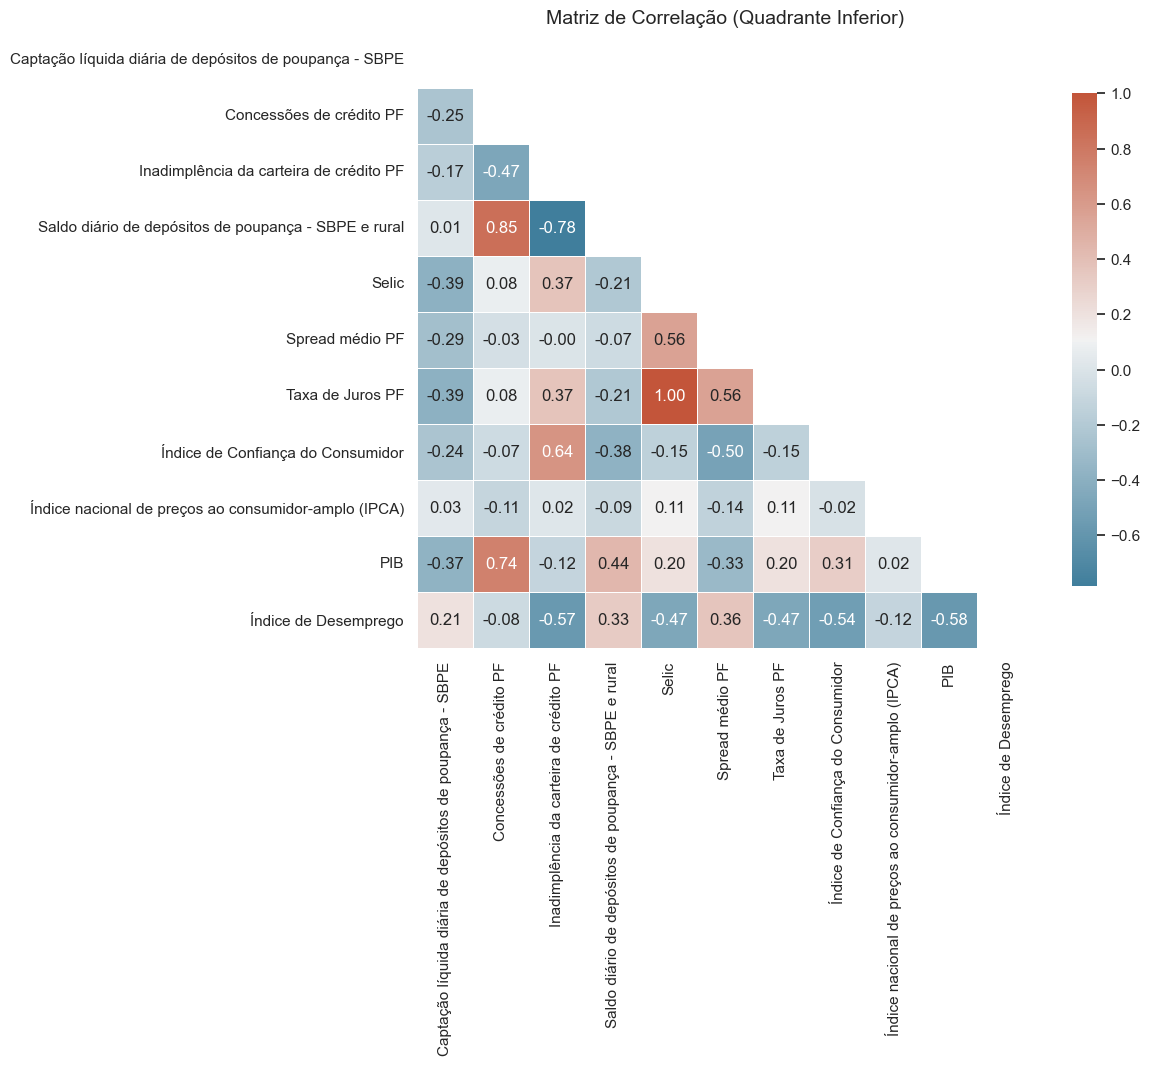 Matriz de Correlação (Quadrante Inferior)
Captação líquida diária de depósitos de poupança - SBPE
Concessões de crédito PF -0.25
Inadimplência da carteira de crédito PF -0.17 -0.47
Saldo diário de depósitos de poupança - SBPE e rural 0.01 0.85 -0.78
Selic -0.39 0.08 0.37 -0.21
Spread médio PF -0.29 -0.03 -0.00 -0.07 0.56
Taxa de Juros PF -0.39 0.08 0.37 -0.21 1.00 0.56
Índice de Confiança do Consumidor -0.24 -0.07 0.64 -0.38 -0.15 -0.50 -0.15
Índice nacional de preços ao consumidor-amplo (IPCA) 0.03 -0.11 0.02 -0.09 0.11 -0.14 0.11 -0.02
PIB -0.37 0.74 -0.12 0.44 0.20 -0.33 0.20 0.31 0.02
Índice de Desemprego 0.21 -0.08 -0.57 0.33 -0.47 0.36 -0.47 -0.54 -0.12 -0.58
Captação líquida diária de depósitos de poupança - SBPE
Concessões de crédito PF
Inadimplência da carteira de crédito PF
Saldo diário de depósitos de poupança - SBPE e rural
Selic
Spread médio PF
Taxa de Juros PF
Índice de Confiança do Consumidor
Índice nacional de preços ao consumidor-amplo (IPCA)
PIB
Índice de Desemprego
1.0
0.8
0.6
0.4
0.2
0.0
−0.2
−0.4
−0.6